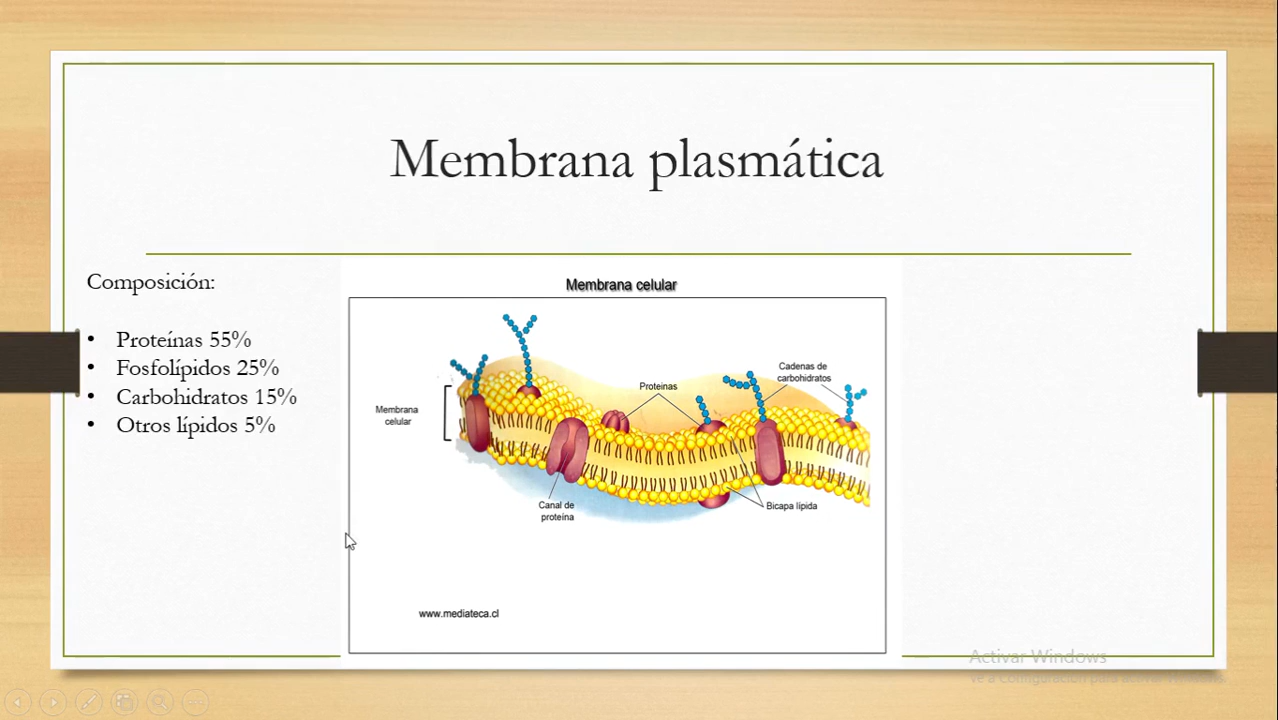 Membrana plasmática
Composición:
• Proteínas 55%
• Fosfolípidos 25%
• Carbohidratos 15%
• Otros lípidos 5%
Membrana celular
Cadenas de
carbohidratos
Proteinas
Membrana
celular
Canal de
proteína
Bicapa lípida
www.mediateca.cl
Activar Windows
Ve a Configuración para activar Windows.